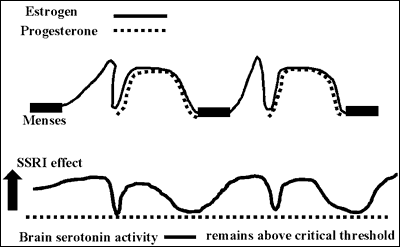 Estrogen
Progesterone
Menses
SSRI effect
Brain serotonin activity
remains above critical threshold